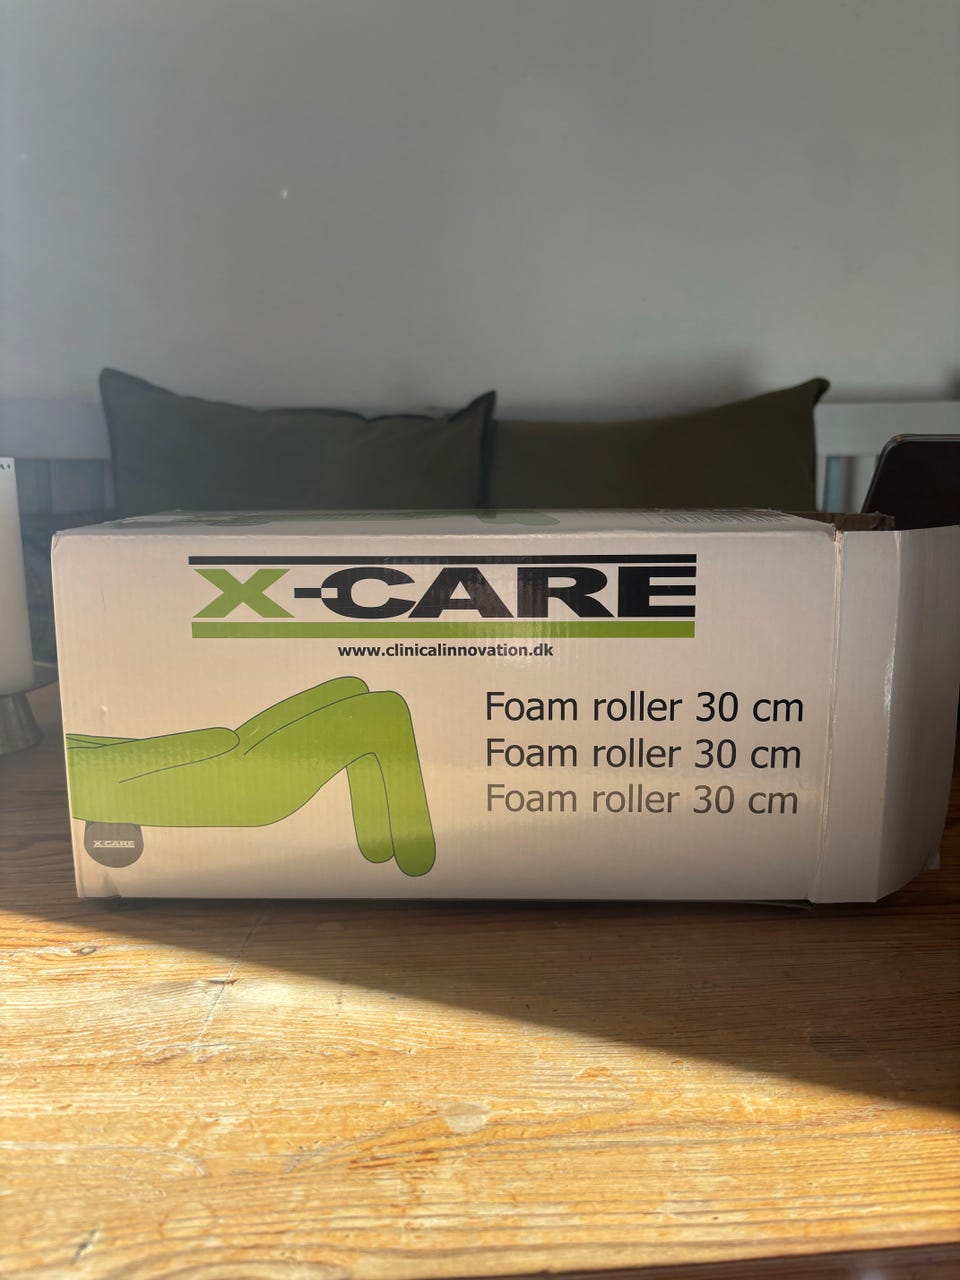 X-CARE
www.clinicalinnovation.dk
Foam roller 30 cm
Foam roller 30 cm
Foam roller 30 cm
X-CARE